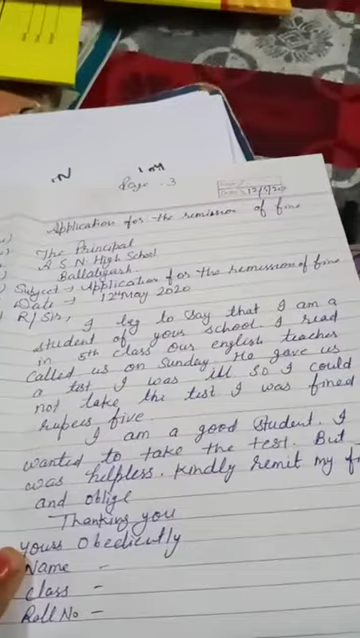 Page. 3
12/5/20
Application for the remission of fine
The Principal
A S N High School
Ballabgarh.
Subject → Application for the remission of fine
Date → 12th May 2020
R/Sir,
I beg to say that I am a
student of your school. I read
in 5th class our english teacher
called us on Sunday. He gave us
a test I was ill so I could
not take the test I was fined
rupees five
I am a good student. I
wanted to take the test. But I
was helpless. Kindly remit my
and oblige
Thanking you
yours Obediently
Name -
class -
Roll No -